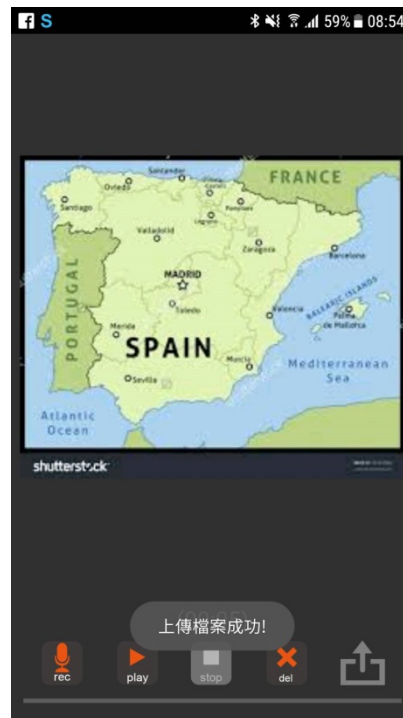 59% 08:54
FRANCE
Santander
Oviedo
Santiago
Pamplona
Logroño
Valladolid
Zaragoza
Barcelona
MADRID
PORTUGAL
Toledo
BALEARIC ISLANDS
Valencia
Palma
de Mallorca
Merida
SPAIN
Murcia
Mediterranean
Sea
Sevilla
Atlantic
Ocean
shutterstock
上傳檔案成功!
rec
play
stop
del